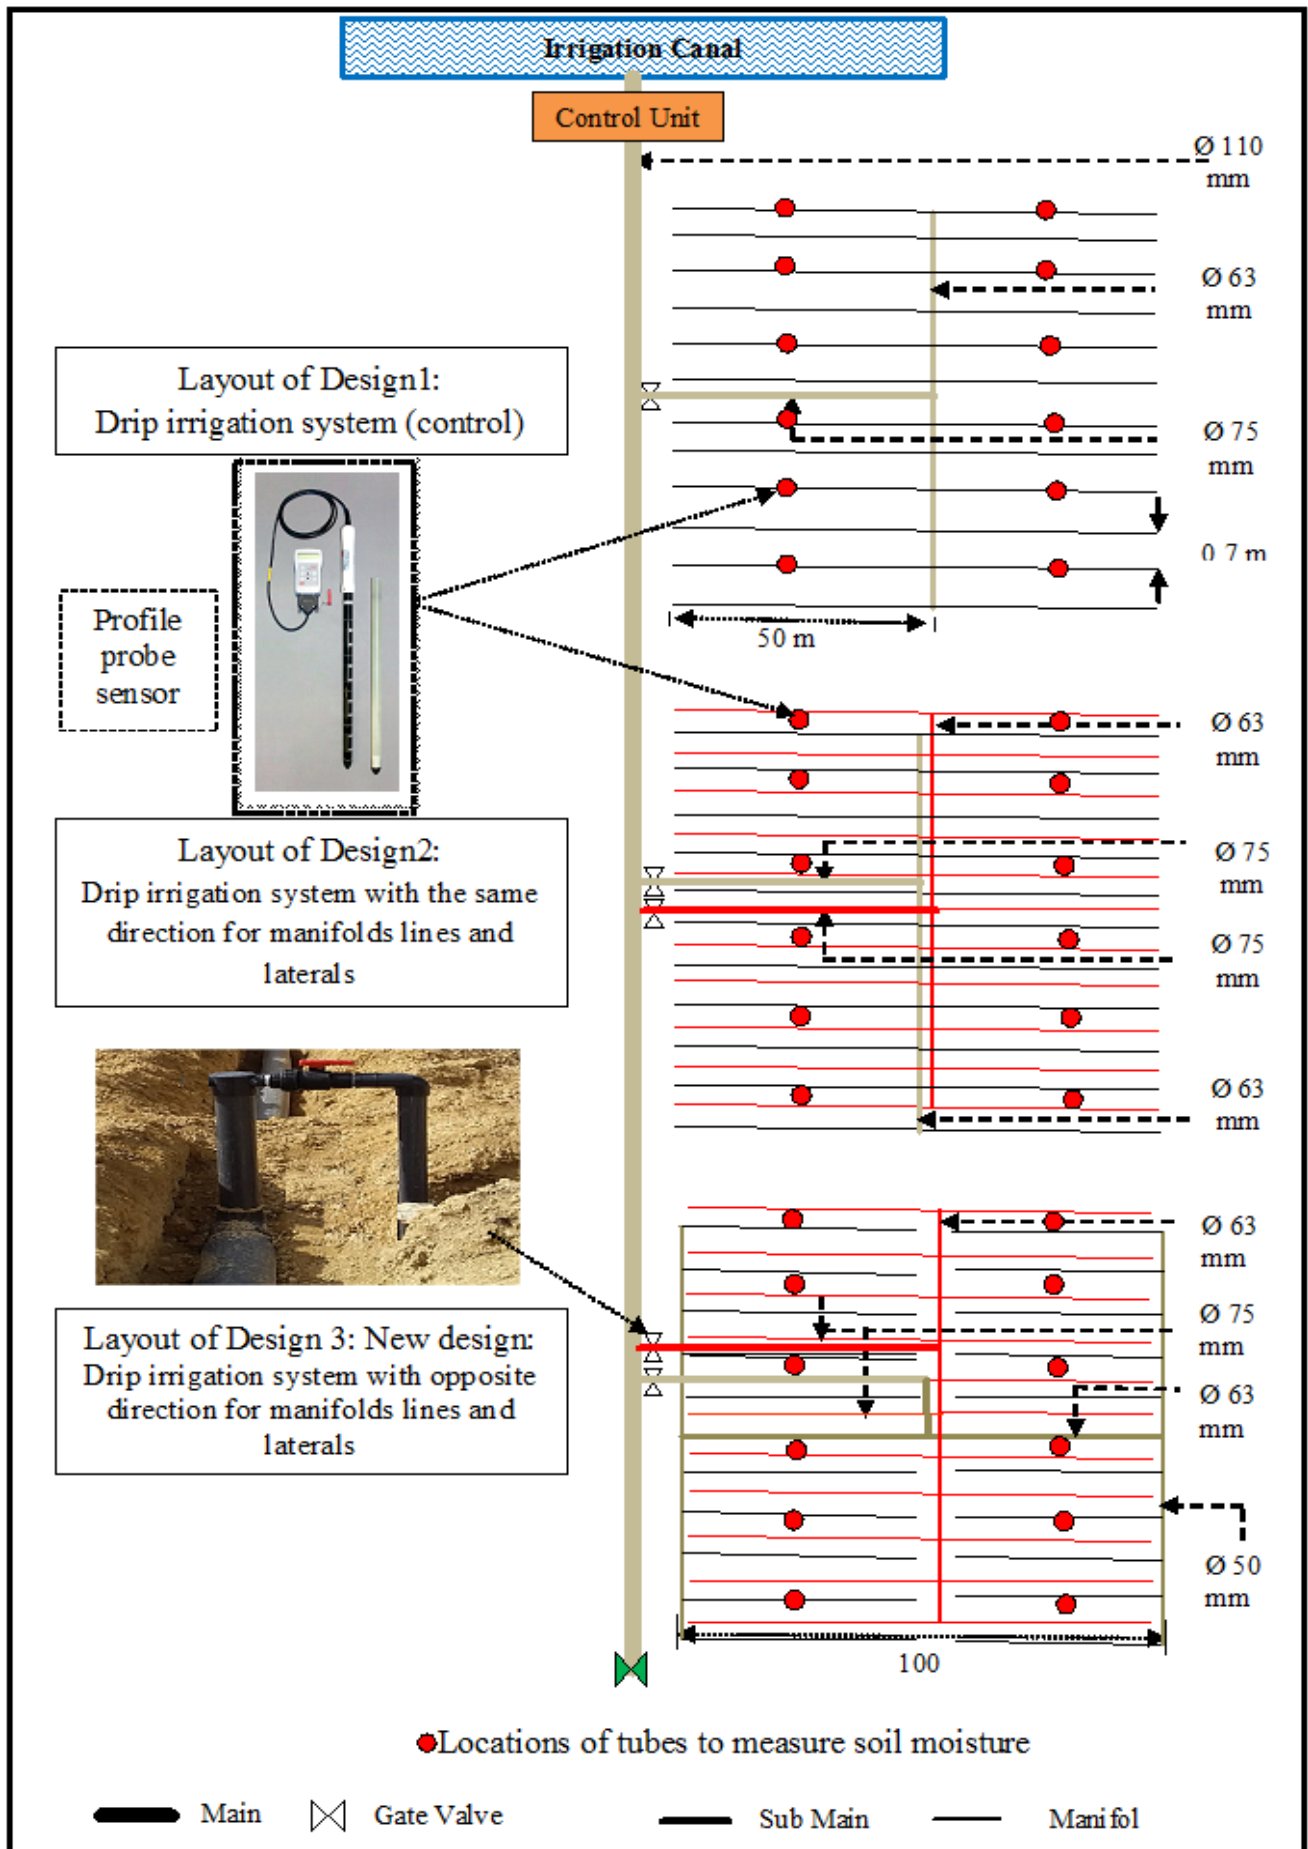 Irrigation Canal
Control Unit
Ø 110
mm
Ø 63
mm
Layout of Design1:
Drip irrigation system (control)
Ø 75
mm
0 7 m
Profile
probe
sensor
50 m
Ø 63
mm
Layout of Design2:
Drip irrigation system with the same
direction for manifolds lines and
laterals
Ø 75
mm
Ø 75
mm
Ø 63
mm
Ø 63
mm
Layout of Design 3: New design:
Drip irrigation system with opposite
direction for manifolds lines and
laterals
Ø 75
mm
Ø 63
mm
Ø 50
mm
100
Locations of tubes to measure soil moisture
Main
Gate Valve
Sub Main
Manifol